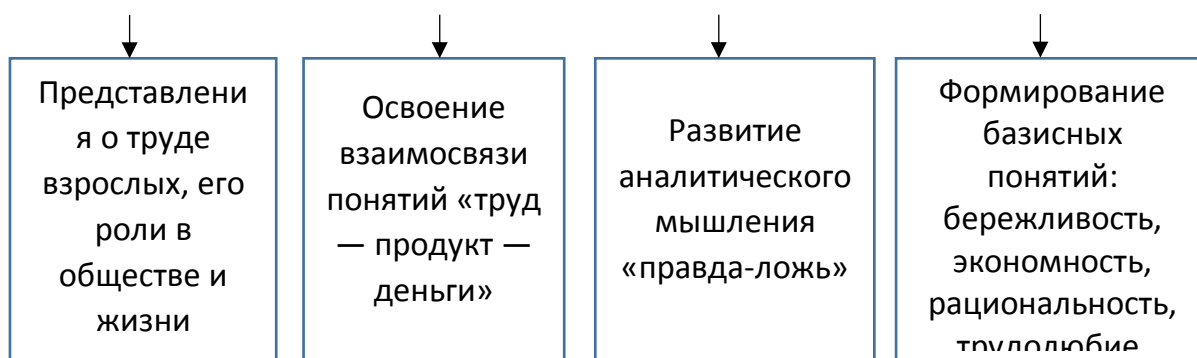 Представлени
я о труде
взрослых, его
роли в
обществе и
жизни
Освоение
взаимосвязи
понятий «труд
— продукт —
деньги»
Развитие
аналитического
мышления
«правда-ложь»
Формирование
базисных
понятий:
бережливость,
экономность,
рациональность,
трудолюбие